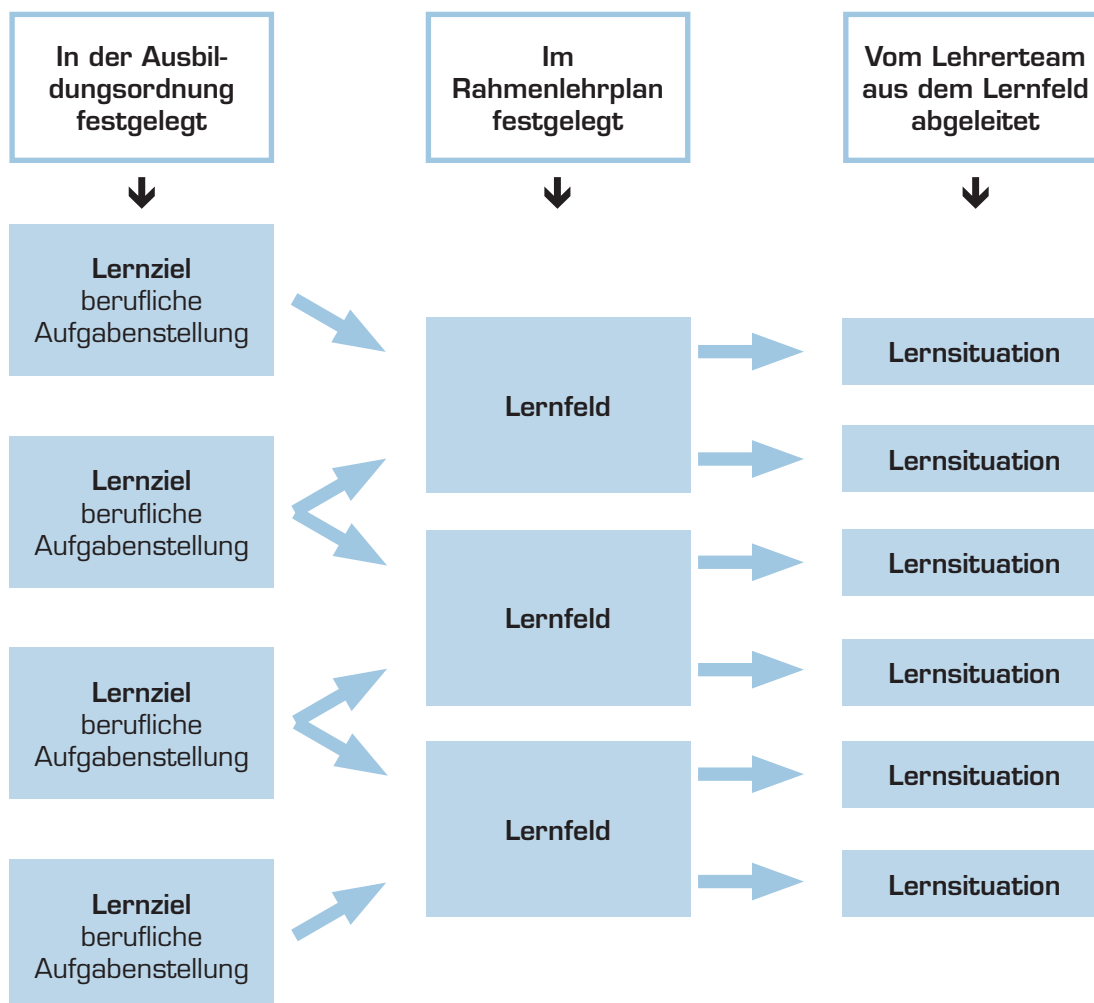 In der Ausbil-
dungsordnung
festgelegt
Im
Rahmenlehrplan
festgelegt
Vom Lehrerteam
aus dem Lernfeld
abgeleitet
Lernziel
berufliche
Aufgabenstellung
Lernziel
berufliche
Aufgabenstellung
Lernziel
berufliche
Aufgabenstellung
Lernziel
berufliche
Aufgabenstellung
Lernfeld
Lernfeld
Lernfeld
Lernsituation
Lernsituation
Lernsituation
Lernsituation
Lernsituation
Lernsituation